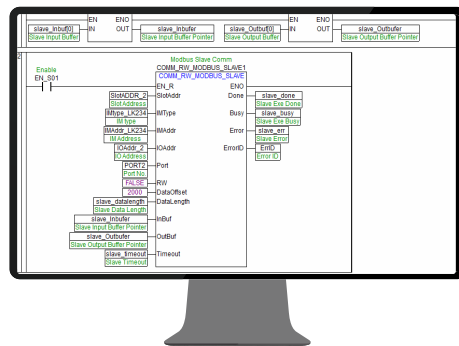 EN ENO EN ENO
slave_Inbuf[0] IN OUT slave_Inbufer slave_Outbuf[0] IN OUT slave_Outbufer
Slave Input Buffer Slave Input Buffer Pointer Slave Output Buffer Slave Output Buffer Pointer
2
Modbus Slave Comm
Enable COMM_RW_MODBUS_SLAVE1
EN_S01 COMM_RW_MODBUS_SLAVE
EN_R ENO
SlotADDR_2 SlotAddr Done slave_done
Slot Address Slave Exe Done
IMtype_LK234 IMType Busy slave_busy
IM type Slave Exe Busy
IMAddr_LK234 IMAddr Error slave_err
IM Address Slave Error
IOAddr_2 IOAddr ErrorID ErrID
IO Address Error ID
PORT2 Port
Port No.
FALSE RW
2000 DataOffset
slave_datalength DataLength
Slave Data Length
slave_Inbufer InBuf
Slave Input Buffer Pointer
slave_Outbufer OutBuf
Slave Output Buffer Pointer
slave_timeout Timeout
Slave Timeout